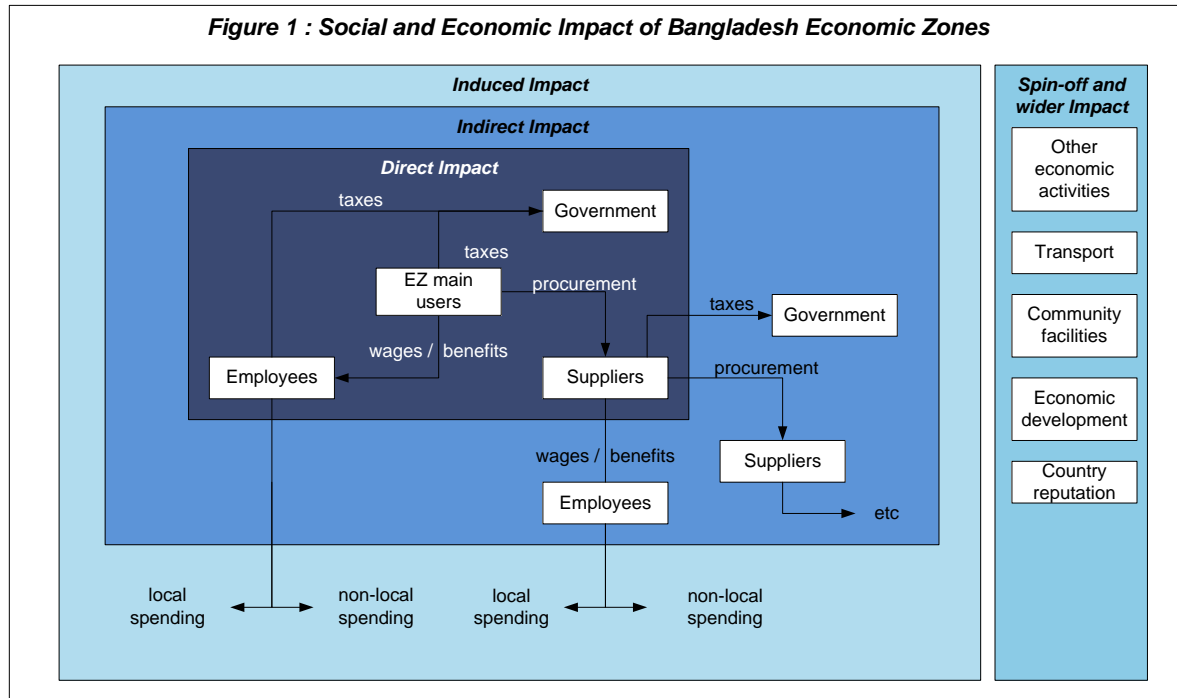 Figure 1 : Social and Economic Impact of Bangladesh Economic Zones
Induced Impact
Indirect Impact
Direct Impact
taxes
Government
taxes
EZ main
users
procurement
wages / benefits
Employees
Suppliers
taxes
Government
procurement
wages / benefits
Suppliers
Employees
etc
local
spending
non-local
spending
local
spending
non-local
spending
Spin-off and
wider Impact
Other
economic
activities
Transport
Community
facilities
Economic
development
Country
reputation